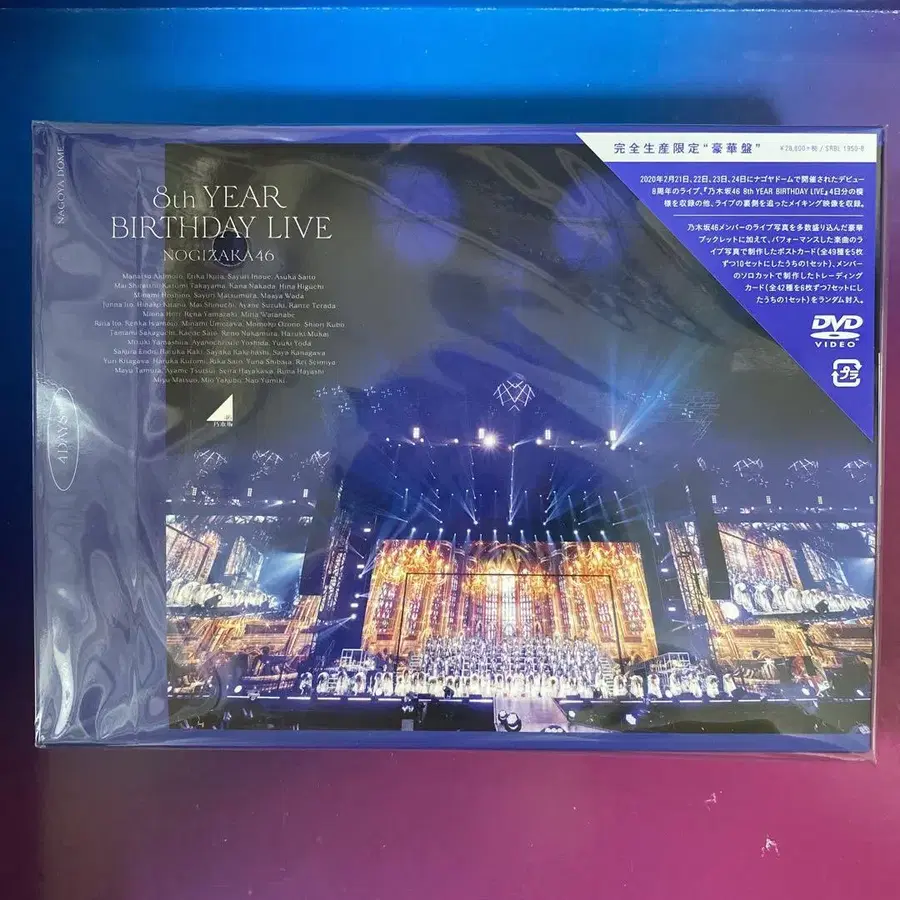 NAGOYA DOME
4DAYS
8th YEAR
BIRTHDAY LIVE
NOGIZAKA46
Manatsu Akimoto, Erika Ikuta, Sayuri Inoue, Asuka Saito
Mai Shiraishi, Kazumi Takayama, Kana Nakada, Hina Higuchi
Minami Hoshino, Sayuri Matsumura, Maaya Wada
Junna Ito, Hinako Kitano, Mai Shinuchi, Ayane Suzuki, Ranze Terada
Miona Hori, Rena Yamazaki, Miria Watanabe
Riria Ito, Renka Iwamoto, Minami Umezawa, Momoko Ozono, Shiori Kubo
Tamami Sakaguchi, Kaede Sato, Reno Nakamura, Hazuki Mukai
Mizuki Yamashita, Ayanochristie Yoshida, Yuuki Yoda
Sakura Endo, Haruka Kaki, Sayaka Kakehashi, Saya Kanagawa
Yuri Kitagawa, Haruka Kuromi, Rika Sato, Yuna Shibata, Rei Seimiya
Mayu Tamura, Ayame Tsutsui, Seira Hayakawa, Runa Hayashi
Miyu Matsuo, Mio Yakubo, Nao Yumiki
乃木坂
46
完全生産限定“豪華盤” SRBL 1950-8
2020年2月21日、22日、23日、24日にナゴヤドームで開催されたデビュー
8周年のライブ、『乃木坂46 8th YEAR BIRTHDAY LIVE』4日分の模
様を収録の他、ライブの裏側を追ったメイキング映像を収録。
乃木坂46メンバーのライブ写真を多数盛り込んだ豪華
ブックレットに加えて、パフォーマンスした楽曲のラ
イブ写真で制作したポストカード(全49種を5枚
ずつ10セットにしたうちの1セット)、メンバー
のソロカットで制作したトレーディング
カード(全42種を6枚ずつ7セットにし
たうちの1セット)をランダム封入。
DVD
VIDEO
プラ